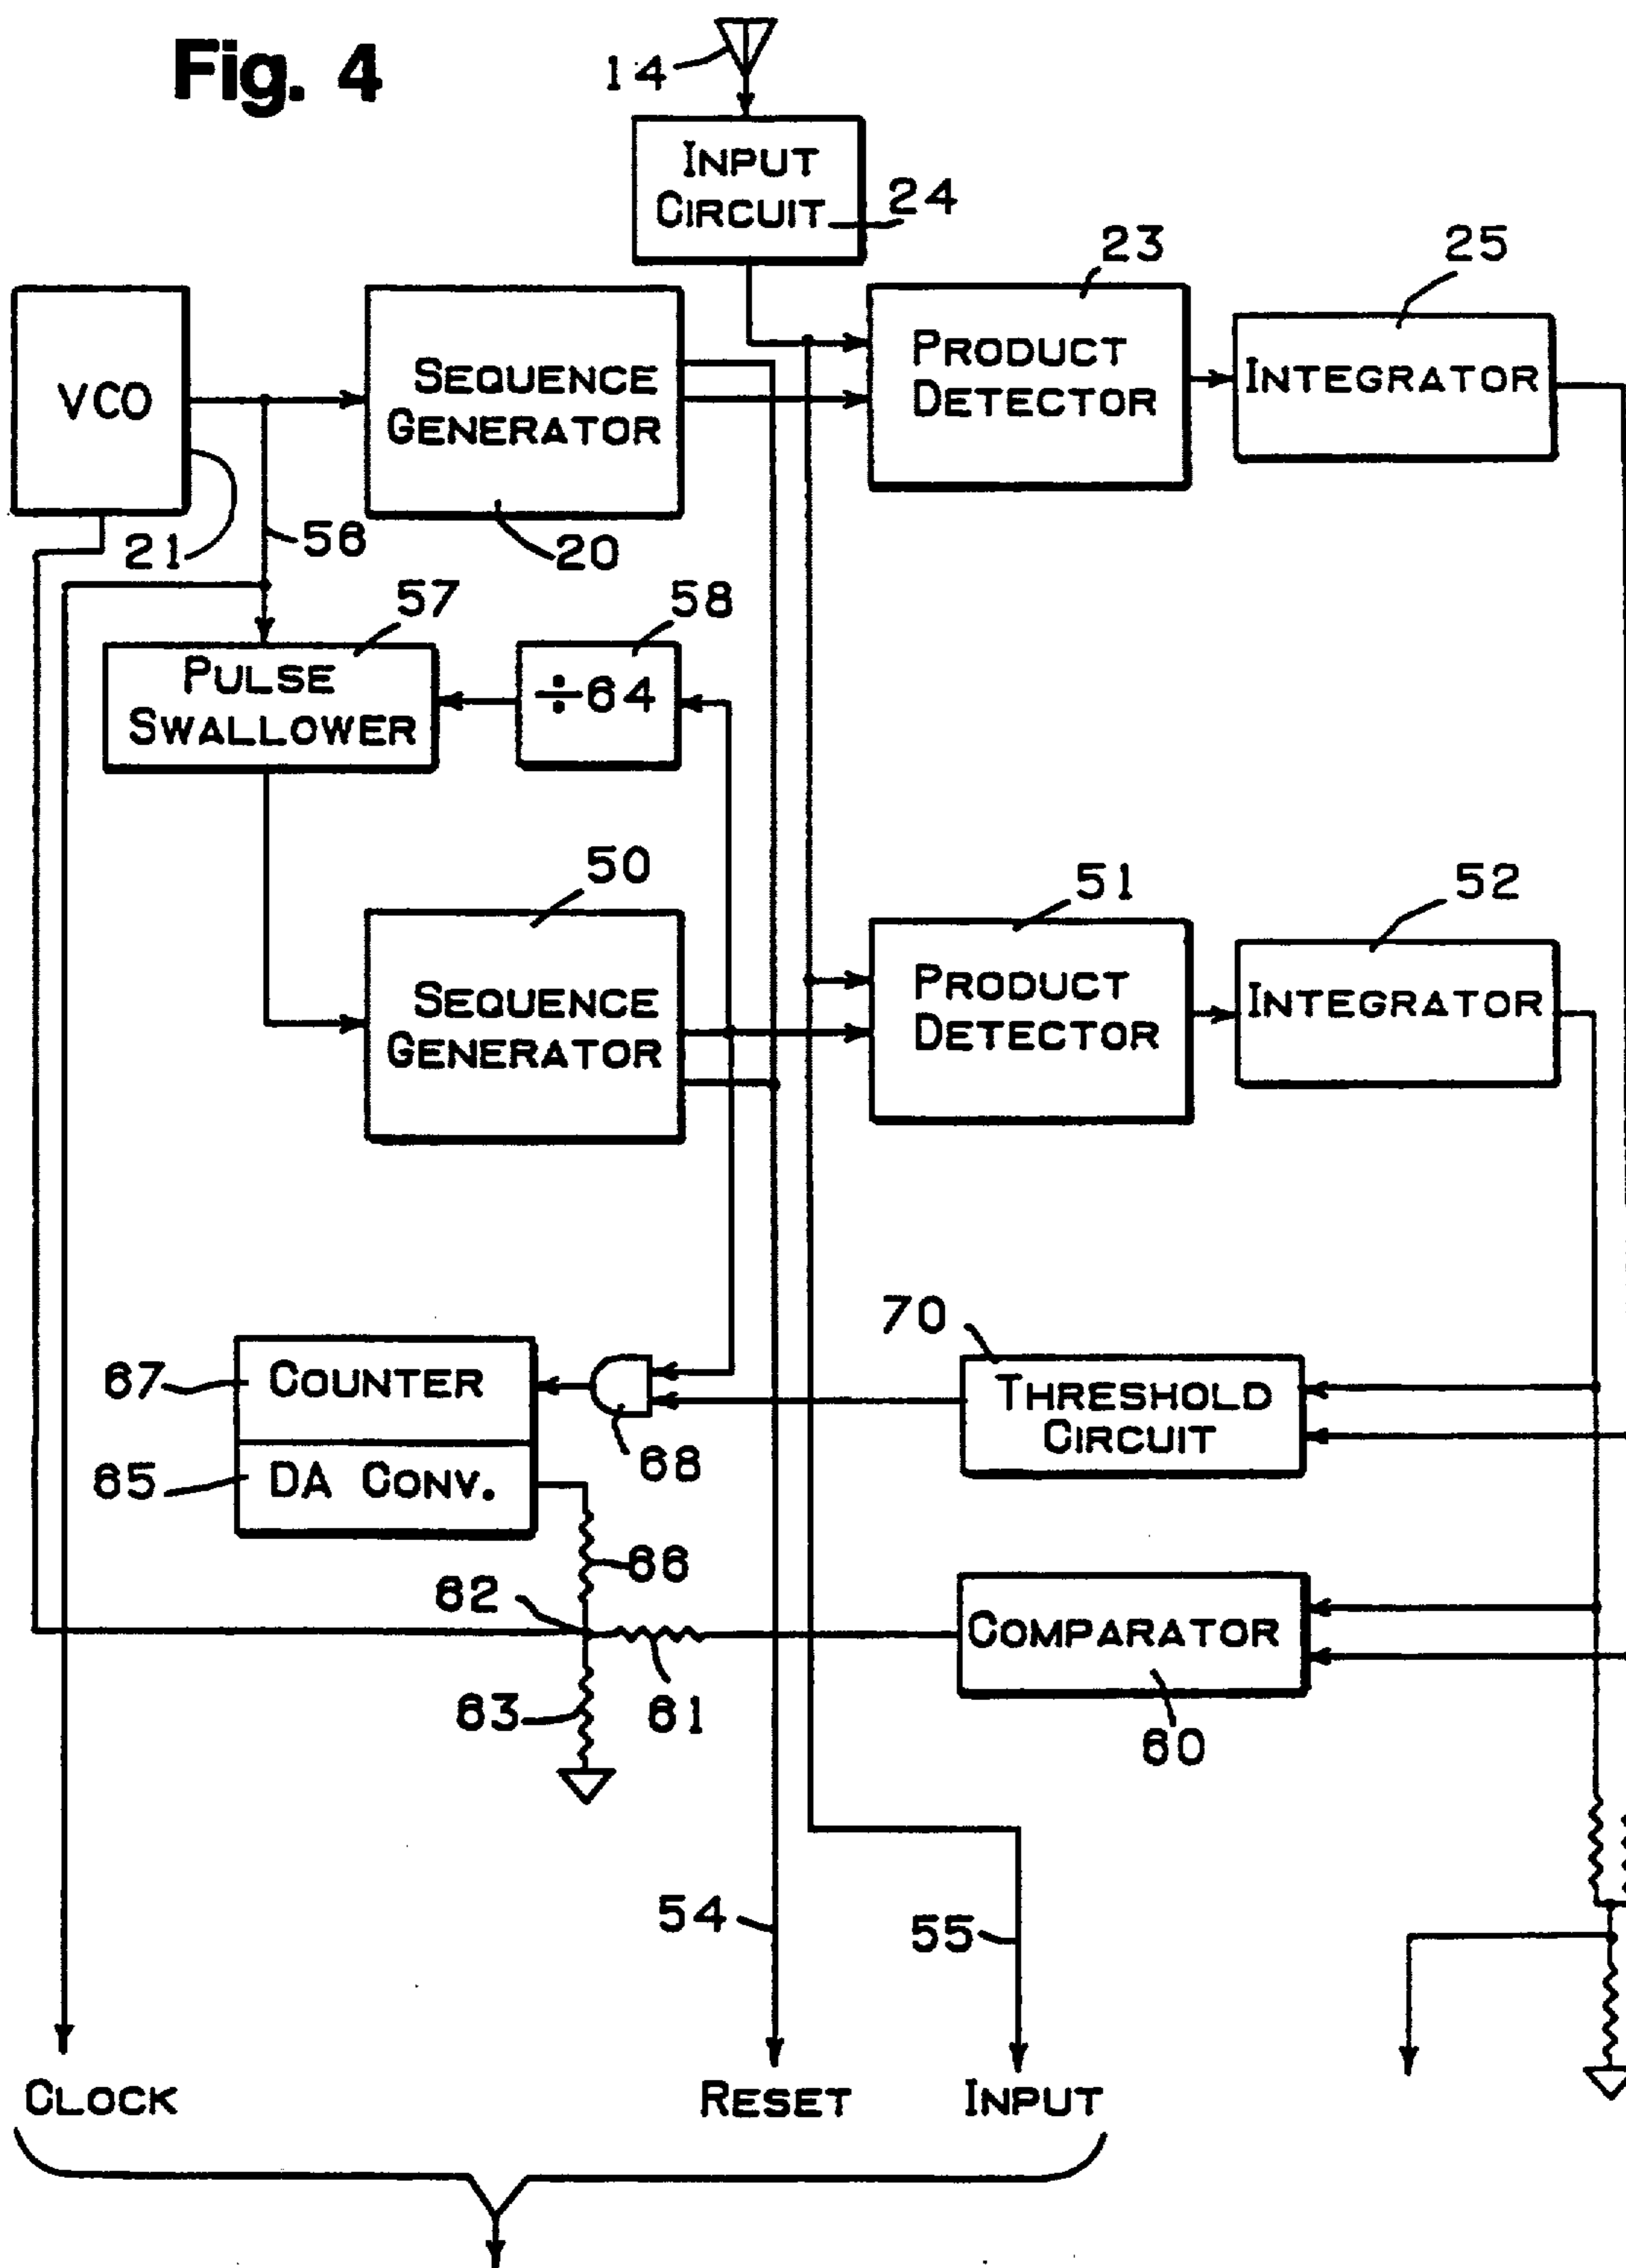 Fig. 4
14
INPUT
CIRCUIT
24
23
25
VCO
SEQUENCE
GENERATOR
PRODUCT
DETECTOR
INTEGRATOR
21
56
20
57
58
PULSE
SWALLOWER
÷64
50
51
52
SEQUENCE
GENERATOR
PRODUCT
DETECTOR
INTEGRATOR
70
67
COUNTER
THRESHOLD
CIRCUIT
68
65
DA CONV.
66
62
COMPARATOR
63
61
60
54
55
CLOCK
RESET
INPUT